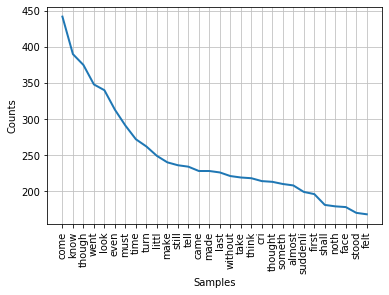 450
400
350
300
250
200
Counts
come
know
though
went
look
even
must
time
turn
littl
make
still
tell
came
made
last
without
take
think
cri
thought
someth
almost
suddenli
first
shall
noth
face
stood
felt
Samples